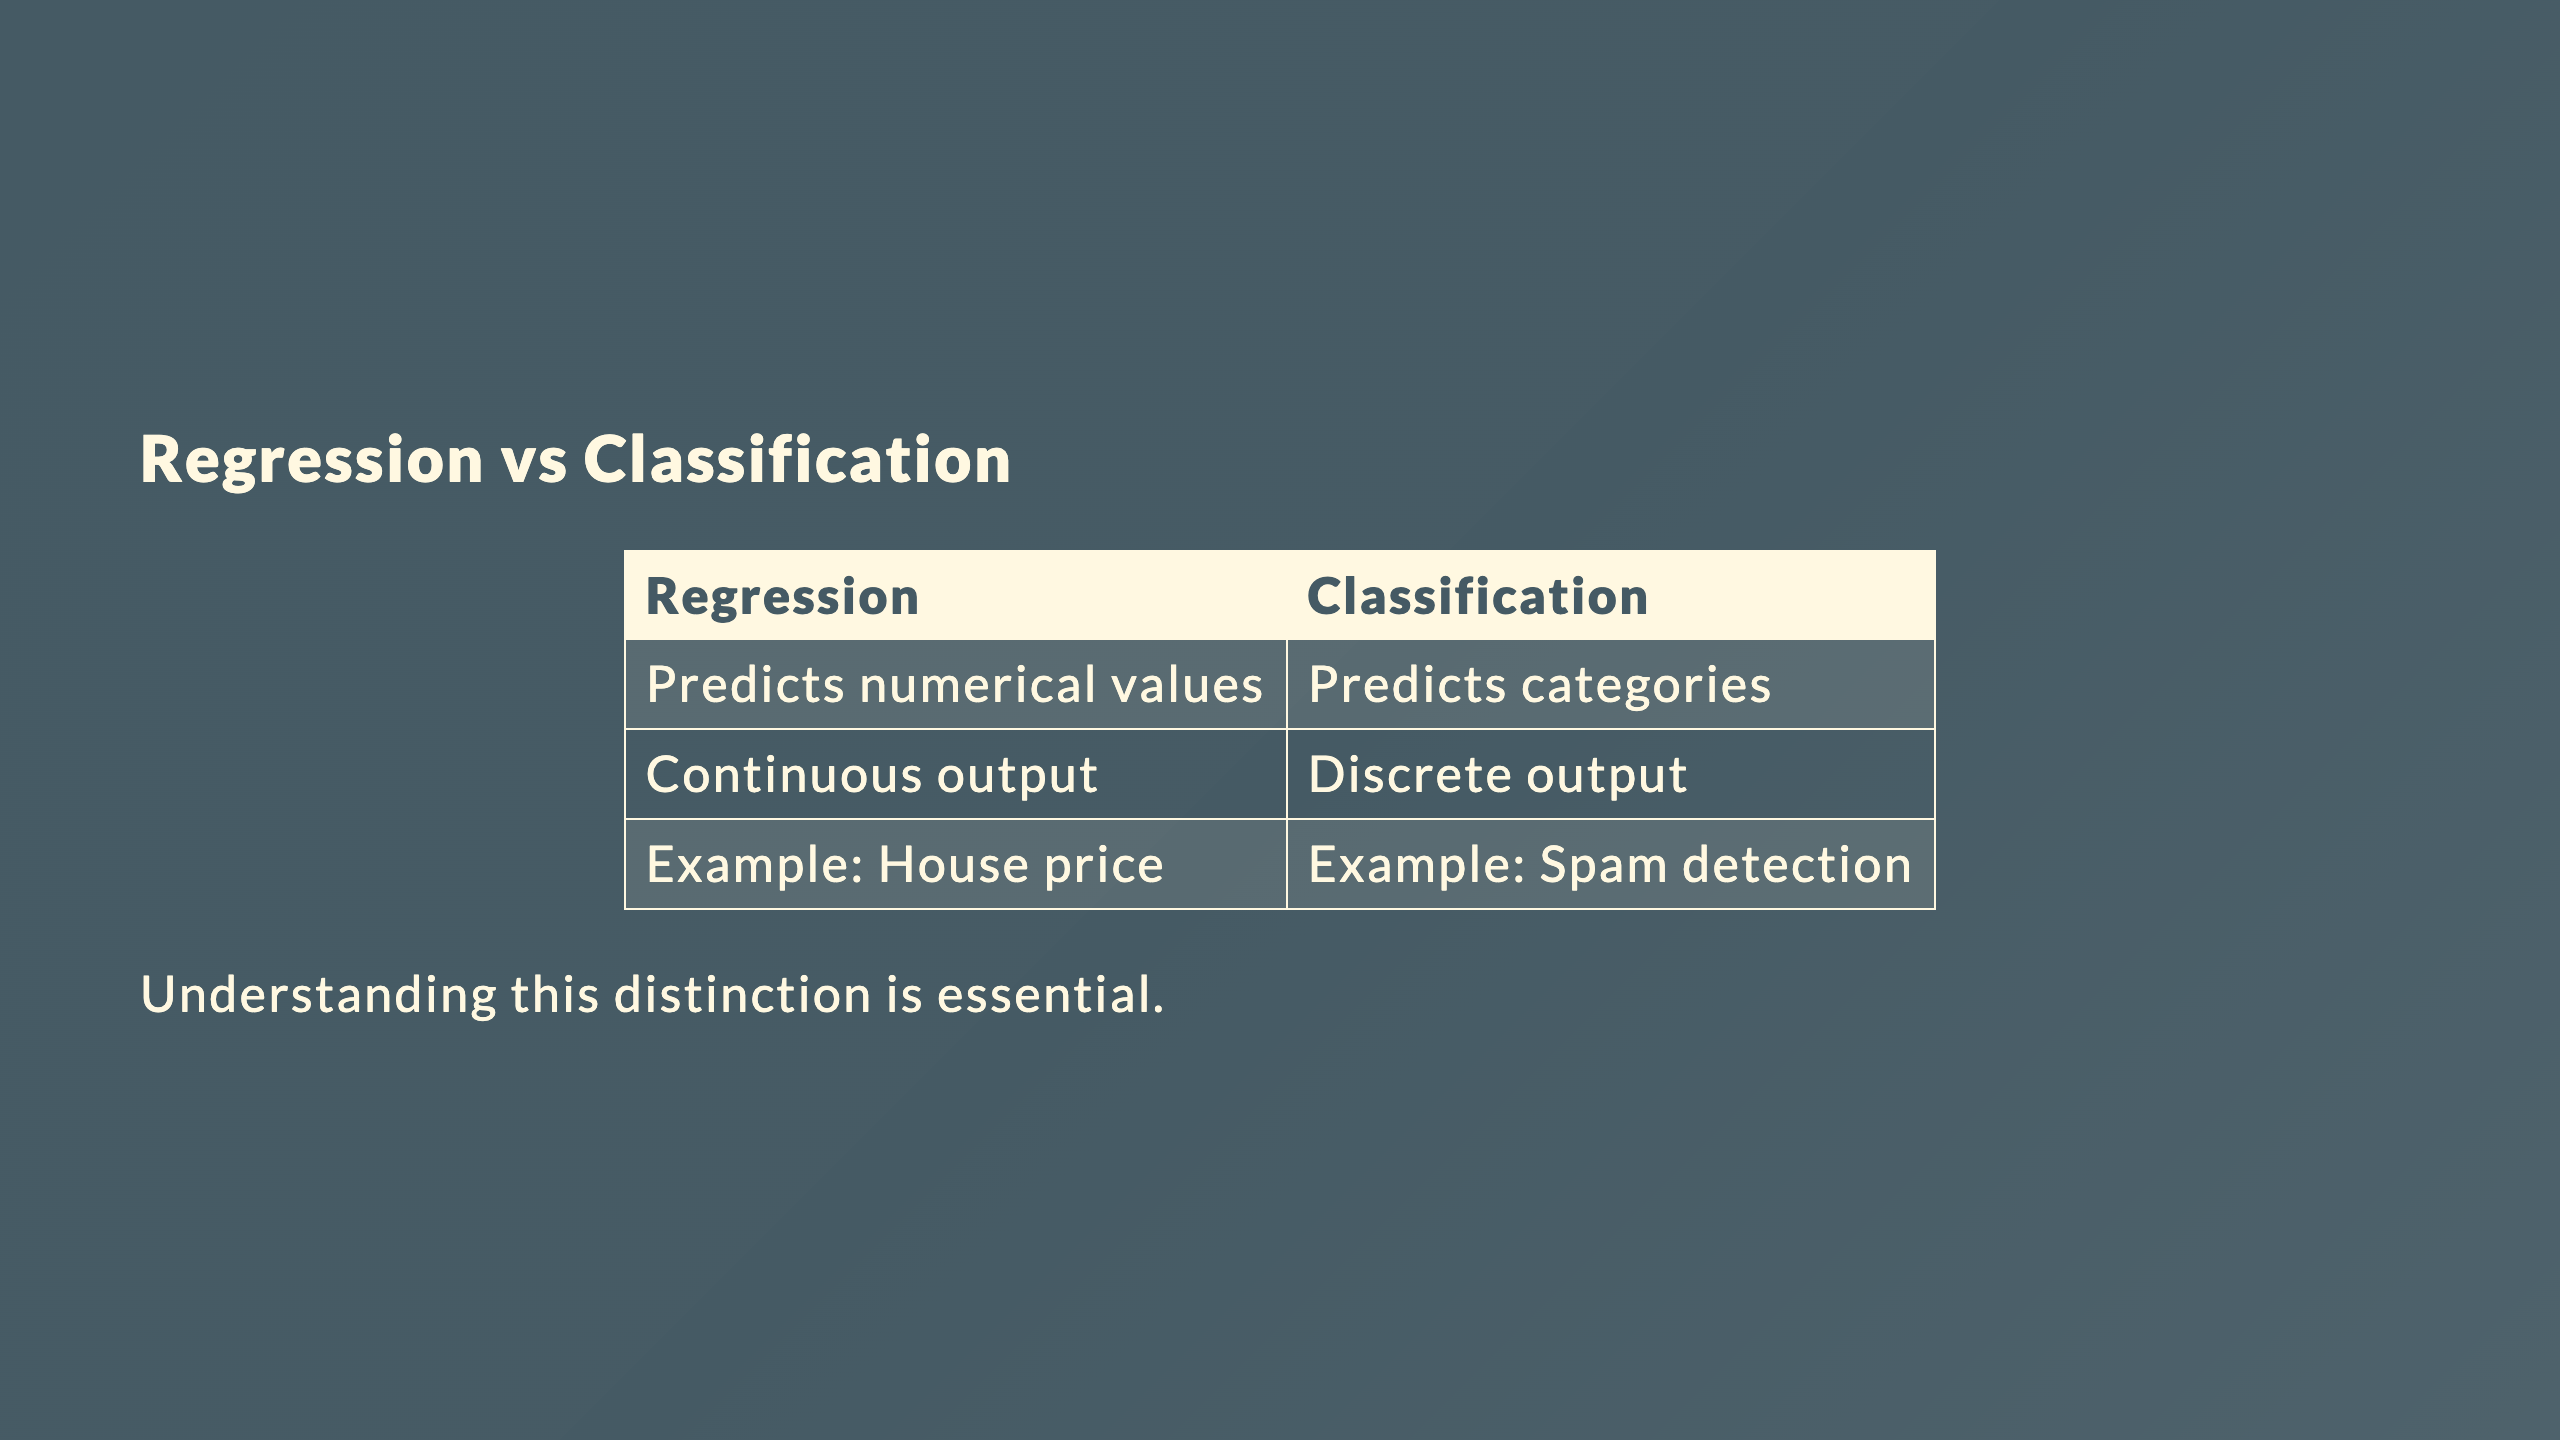 Regression vs Classification
Regression Classification
Predicts numerical values Predicts categories
Continuous output Discrete output
Example: House price Example: Spam detection
Understanding this distinction is essential.